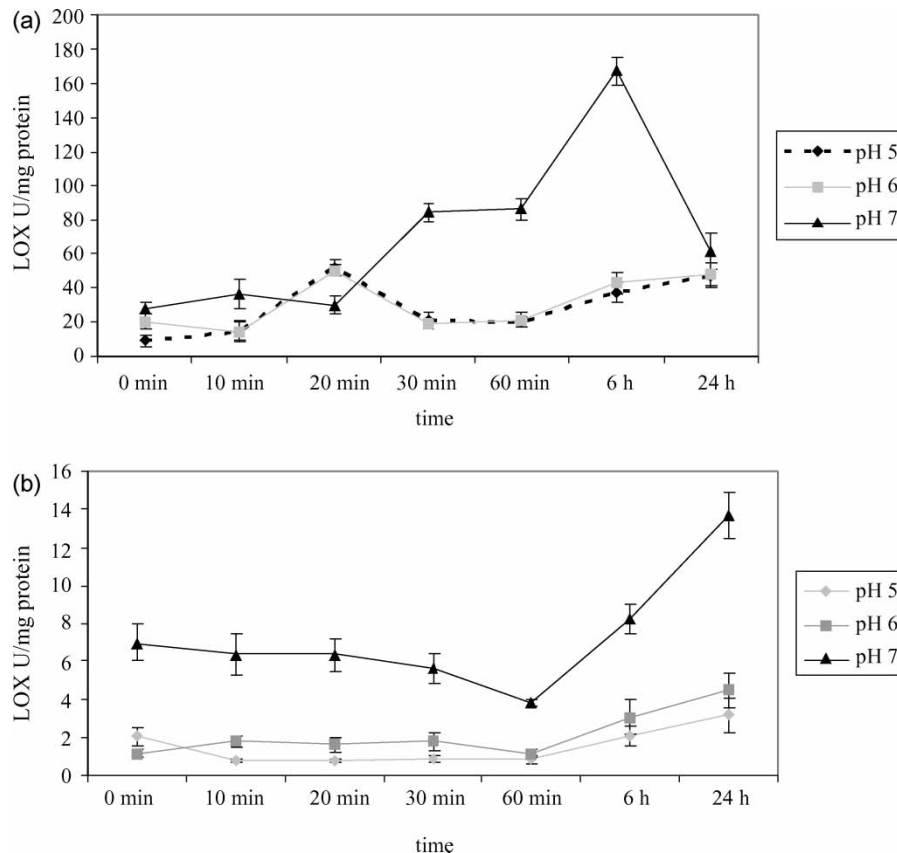 (a)
200
180
160
140
120
100
80
60
40
20
0
LOX U/mg protein
0 min 10 min 20 min 30 min 60 min 6 h 24 h
time
pH 5
pH 6
pH 7
(b)
16
14
12
10
8
6
4
2
0
LOX U/mg protein
0 min 10 min 20 min 30 min 60 min 6 h 24 h
time
pH 5
pH 6
pH 7